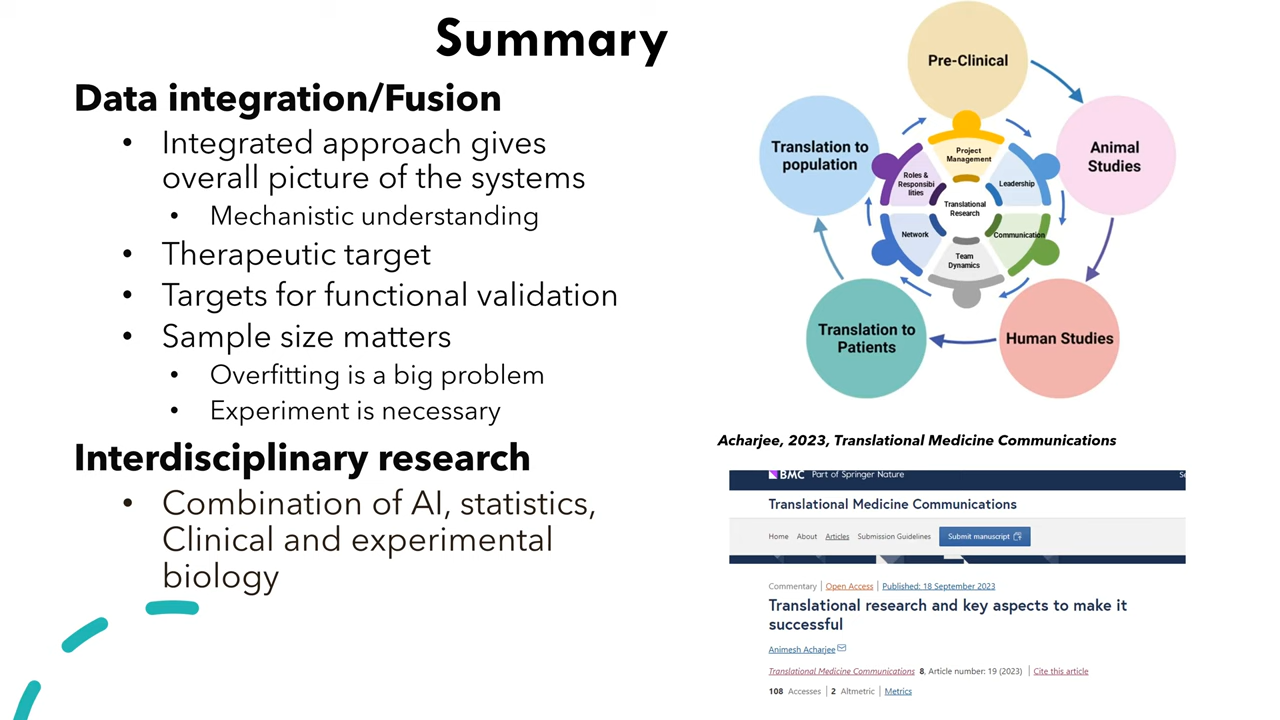 Summary
Data integration/Fusion
• Integrated approach gives
overall picture of the systems
• Mechanistic understanding
• Therapeutic target
• Targets for functional validation
• Sample size matters
• Overfitting is a big problem
• Experiment is necessary
Interdisciplinary research
• Combination of AI, statistics,
Clinical and experimental
biology
Pre-Clinical
Animal
Studies
Human Studies
Translation to
Patients
Translation to
population
Project
Management
Leadership
Communication
Team
Dynamics
Network
Roles &
Responsibi
lities
Translational
Research
Acharjee, 2023, Translational Medicine Communications
BMC Part of Springer Nature
Se
Translational Medicine Communications
Home About Articles Submission Guidelines Submit manuscript
Commentary | Open Access | Published: 18 September 2023
Translational research and key aspects to make it
successful
Animesh Acharjee
Translational Medicine Communications 8, Article number: 19 (2023) | Cite this article
108 Accesses | 2 Altmetric | Metrics